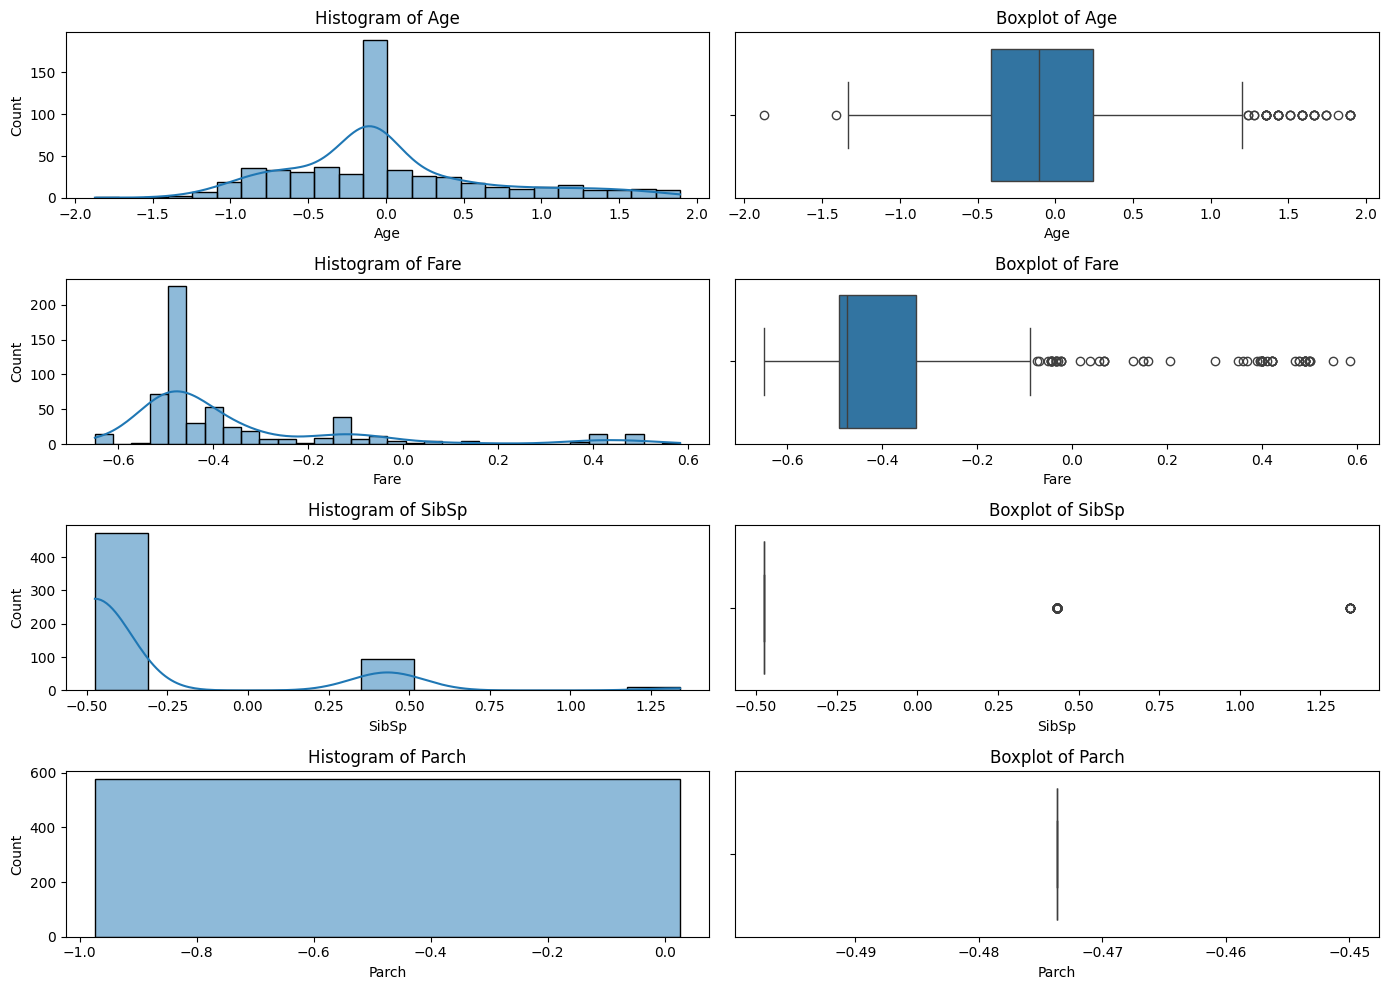 Histogram of Age
Boxplot of Age
Count
150
100
50
0
−2.0 −1.5 −1.0 −0.5 0.0 0.5 1.0 1.5 2.0
Age
−2.0 −1.5 −1.0 −0.5 0.0 0.5 1.0 1.5 2.0
Age
Histogram of Fare
Boxplot of Fare
Count
200
150
100
50
0
−0.6 −0.4 −0.2 0.0 0.2 0.4 0.6
Fare
−0.6 −0.4 −0.2 0.0 0.2 0.4 0.6
Fare
Histogram of SibSp
Boxplot of SibSp
Count
400
300
200
100
0
−0.50 −0.25 0.00 0.25 0.50 0.75 1.00 1.25
SibSp
−0.50 −0.25 0.00 0.25 0.50 0.75 1.00 1.25
SibSp
Histogram of Parch
Boxplot of Parch
Count
600
400
200
0
−1.0 −0.8 −0.6 −0.4 −0.2 0.0
Parch
−0.49 −0.48 −0.47 −0.46 −0.45
Parch